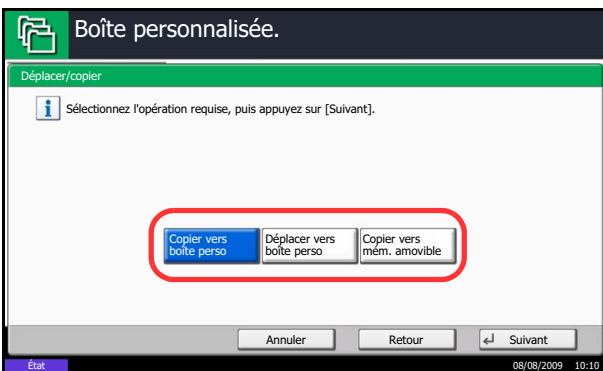 Boîte personnalisée.
Déplacer/copier
Sélectionnez l'opération requise, puis appuyez sur [Suivant].
Copier vers
boîte perso
Déplacer vers
boîte perso
Copier vers
mém. amovible
Annuler
Retour
Suivant
État
08/08/2009 10:10